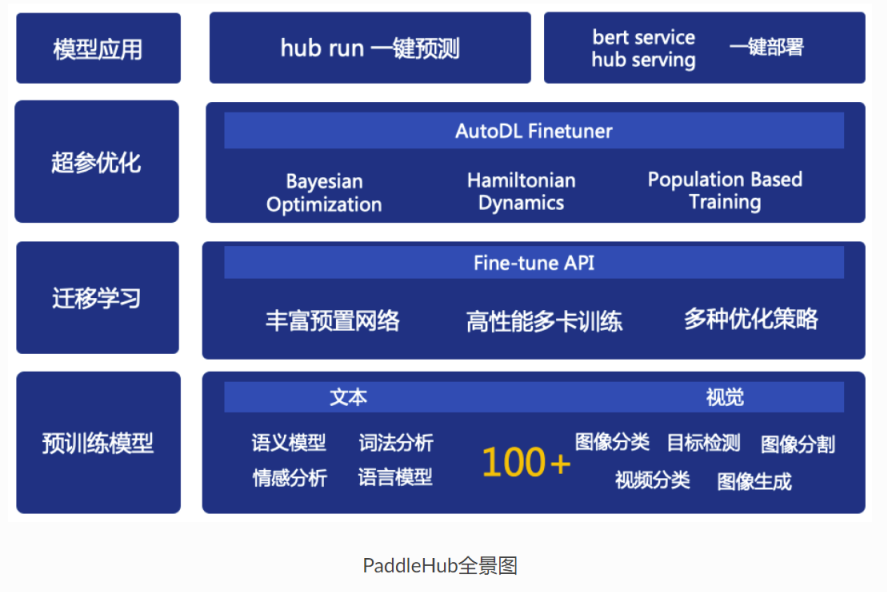 模型应用
hub run 一键预测
bert service
hub serving
一键部署
超参优化
AutoDL Finetuner
Bayesian
Optimization
Hamiltonian
Dynamics
Population Based
Training
迁移学习
Fine-tune API
丰富预置网络
高性能多卡训练
多种优化策略
预训练模型
文本
视觉
语义模型 词法分析
情感分析 语言模型
100+
图像分类 目标检测 图像分割
视频分类 图像生成
PaddleHub全景图